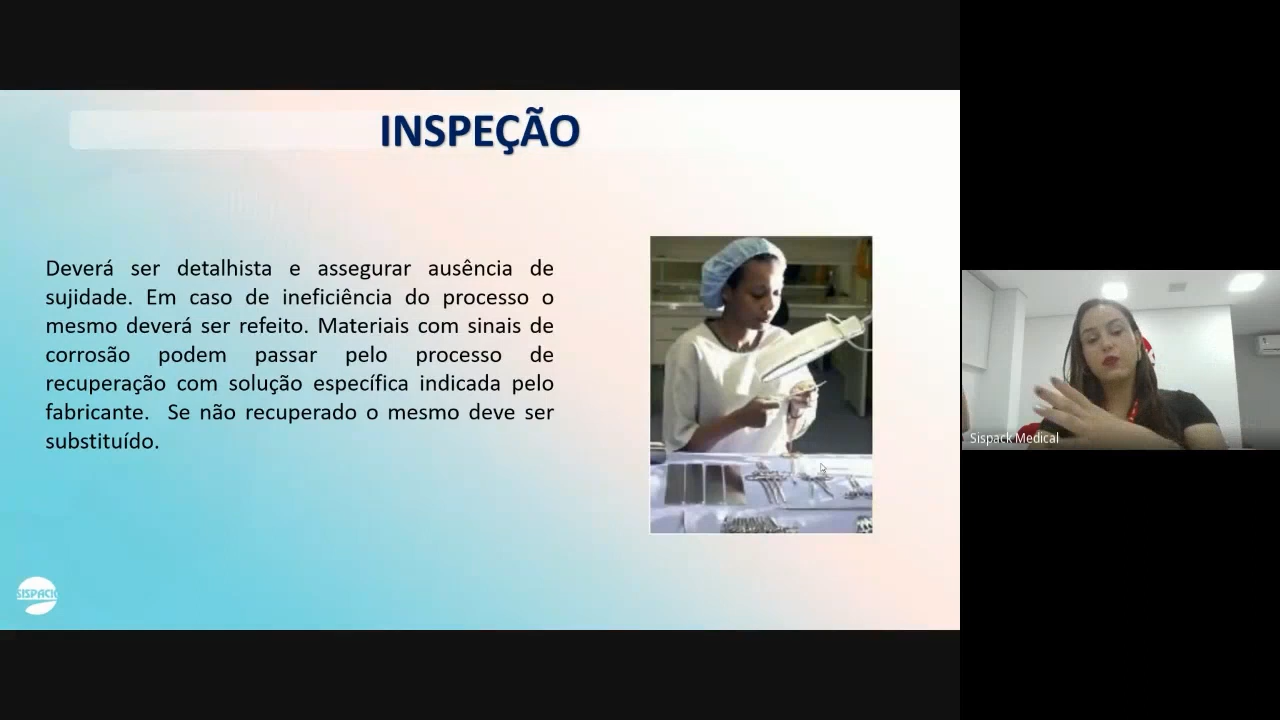 INSPEÇÃO
Deverá ser detalhista e assegurar ausência de
sujidade. Em caso de ineficiência do processo o
mesmo deverá ser refeito. Materiais com sinais de
corrosão podem passar pelo processo de
recuperação com solução específica indicada pelo
fabricante. Se não recuperado o mesmo deve ser
substituído.
Sispack Medical
SISPACK